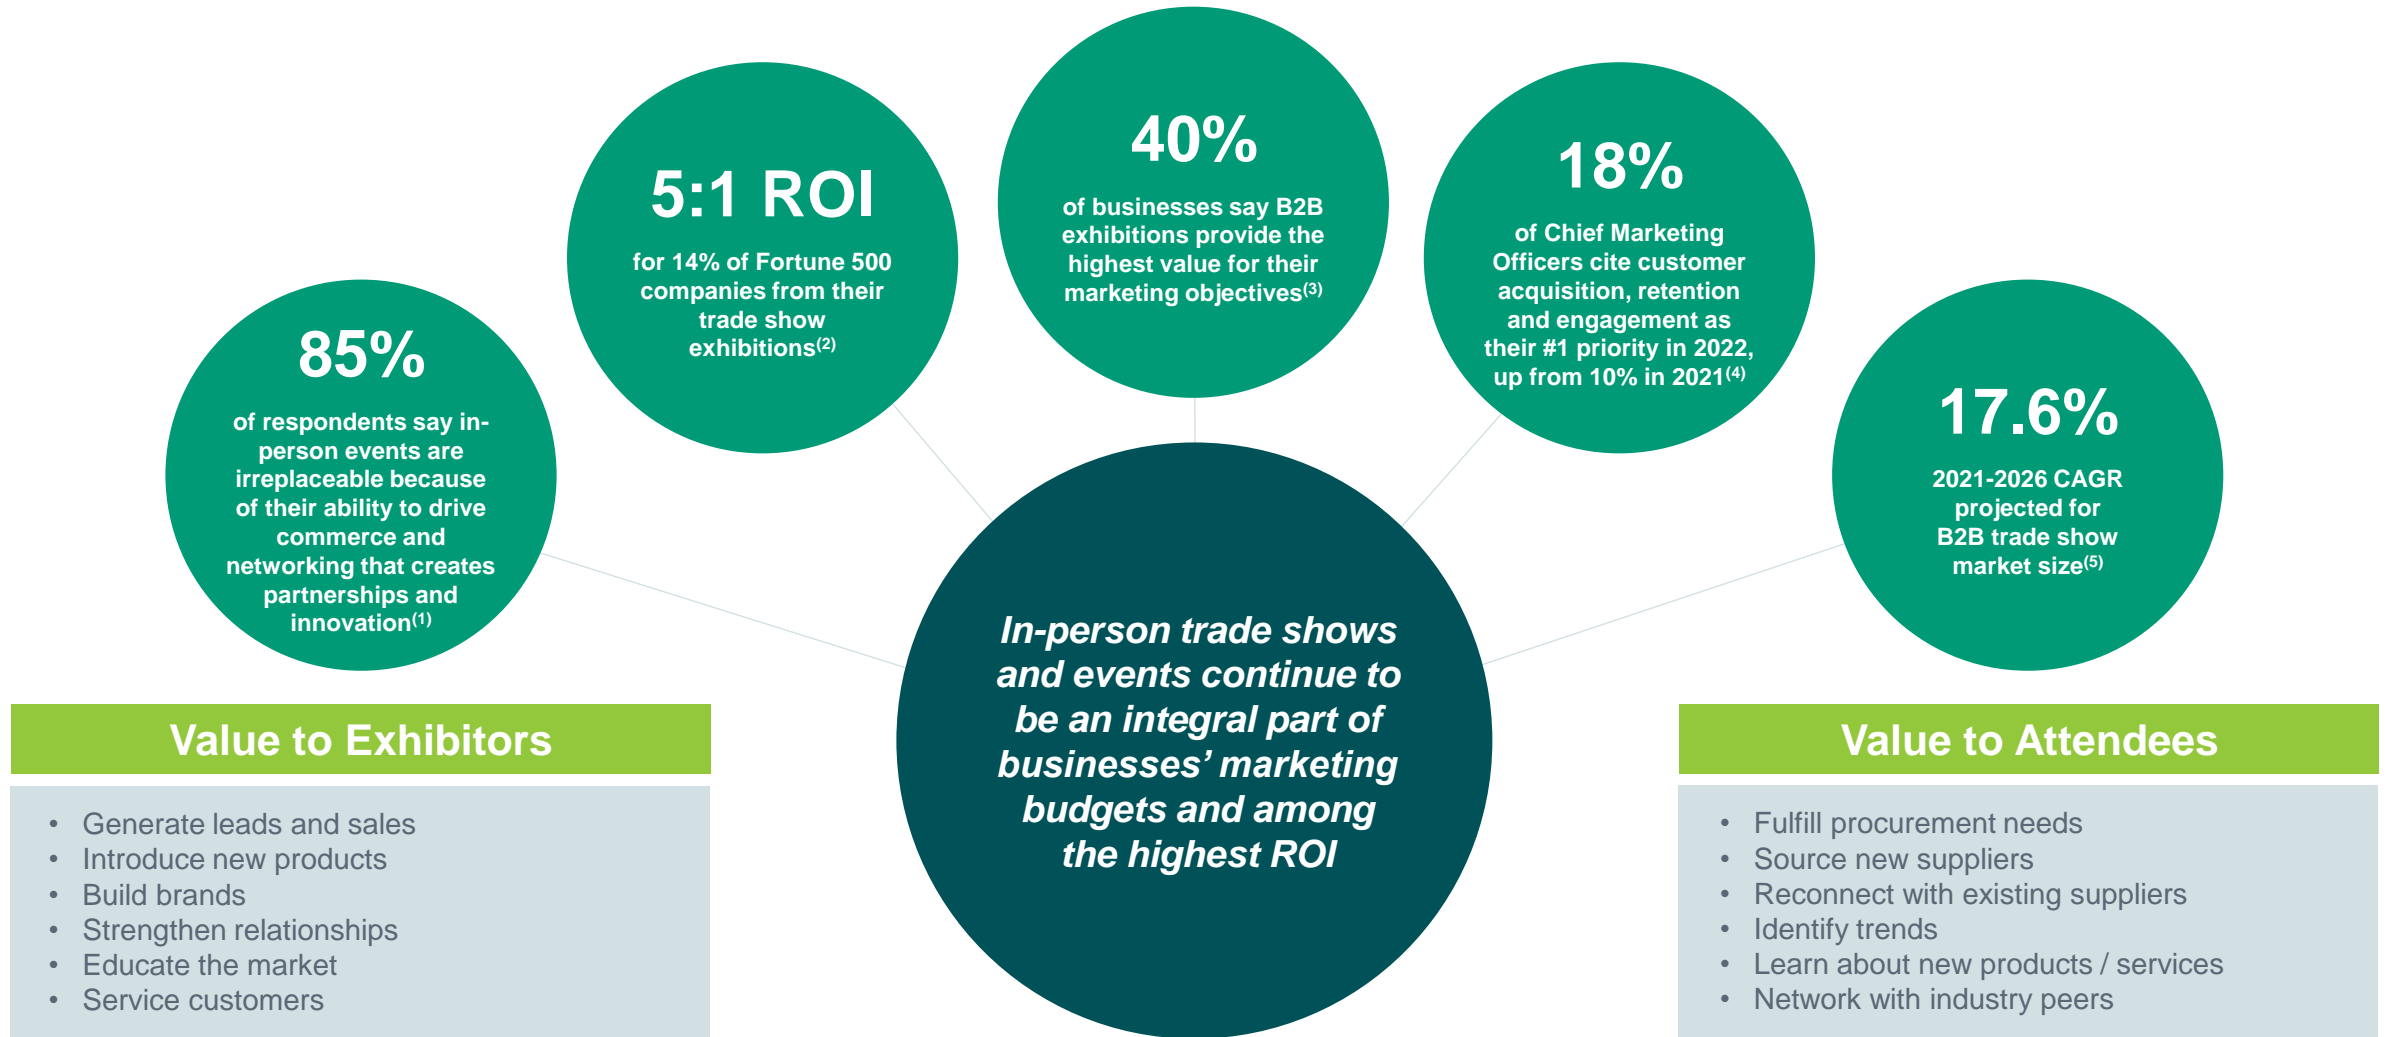 85%
of respondents say in-
person events are
irreplaceable because
of their ability to drive
commerce and
networking that creates
partnerships and
innovation(1)
5:1 ROI
for 14% of Fortune 500
companies from their
trade show
exhibitions(2)
40%
of businesses say B2B
exhibitions provide the
highest value for their
marketing objectives(3)
18%
of Chief Marketing
Officers cite customer
acquisition, retention
and engagement as
their #1 priority in 2022,
up from 10% in 2021(4)
17.6%
2021-2026 CAGR
projected for
B2B trade show
market size(5)
In-person trade shows
and events continue to
be an integral part of
businesses’ marketing
budgets and among
the highest ROI
Value to Exhibitors
• Generate leads and sales
• Introduce new products
• Build brands
• Strengthen relationships
• Educate the market
• Service customers
Value to Attendees
• Fulfill procurement needs
• Source new suppliers
• Reconnect with existing suppliers
• Identify trends
• Learn about new products / services
• Network with industry peers